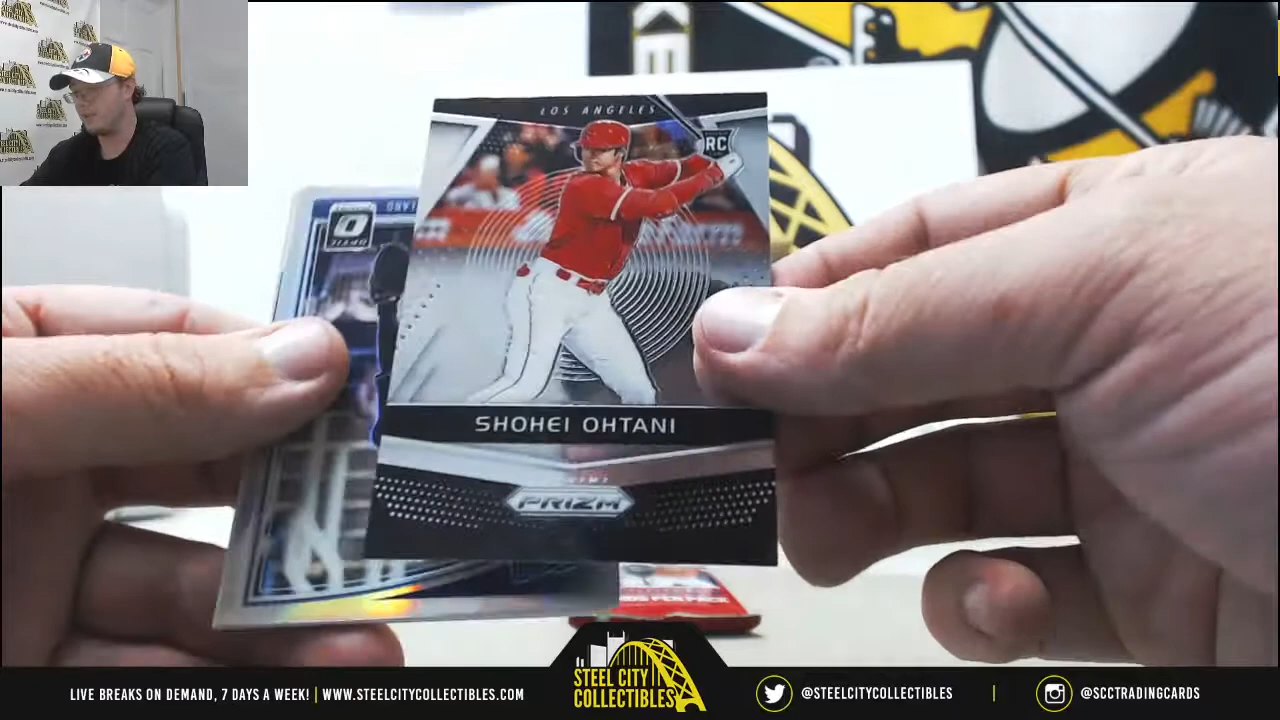 LOS ANGELES
RC
SHOHEI OHTANI
PRIZM
LIVE BREAKS ON DEMAND, 7 DAYS A WEEK! | WWW.STEELCITYCOLLECTIBLES.COM
STEEL CITY
COLLECTIBLES
@STEELCITYCOLLECTIBLES
@SCCTRADINGCARDS